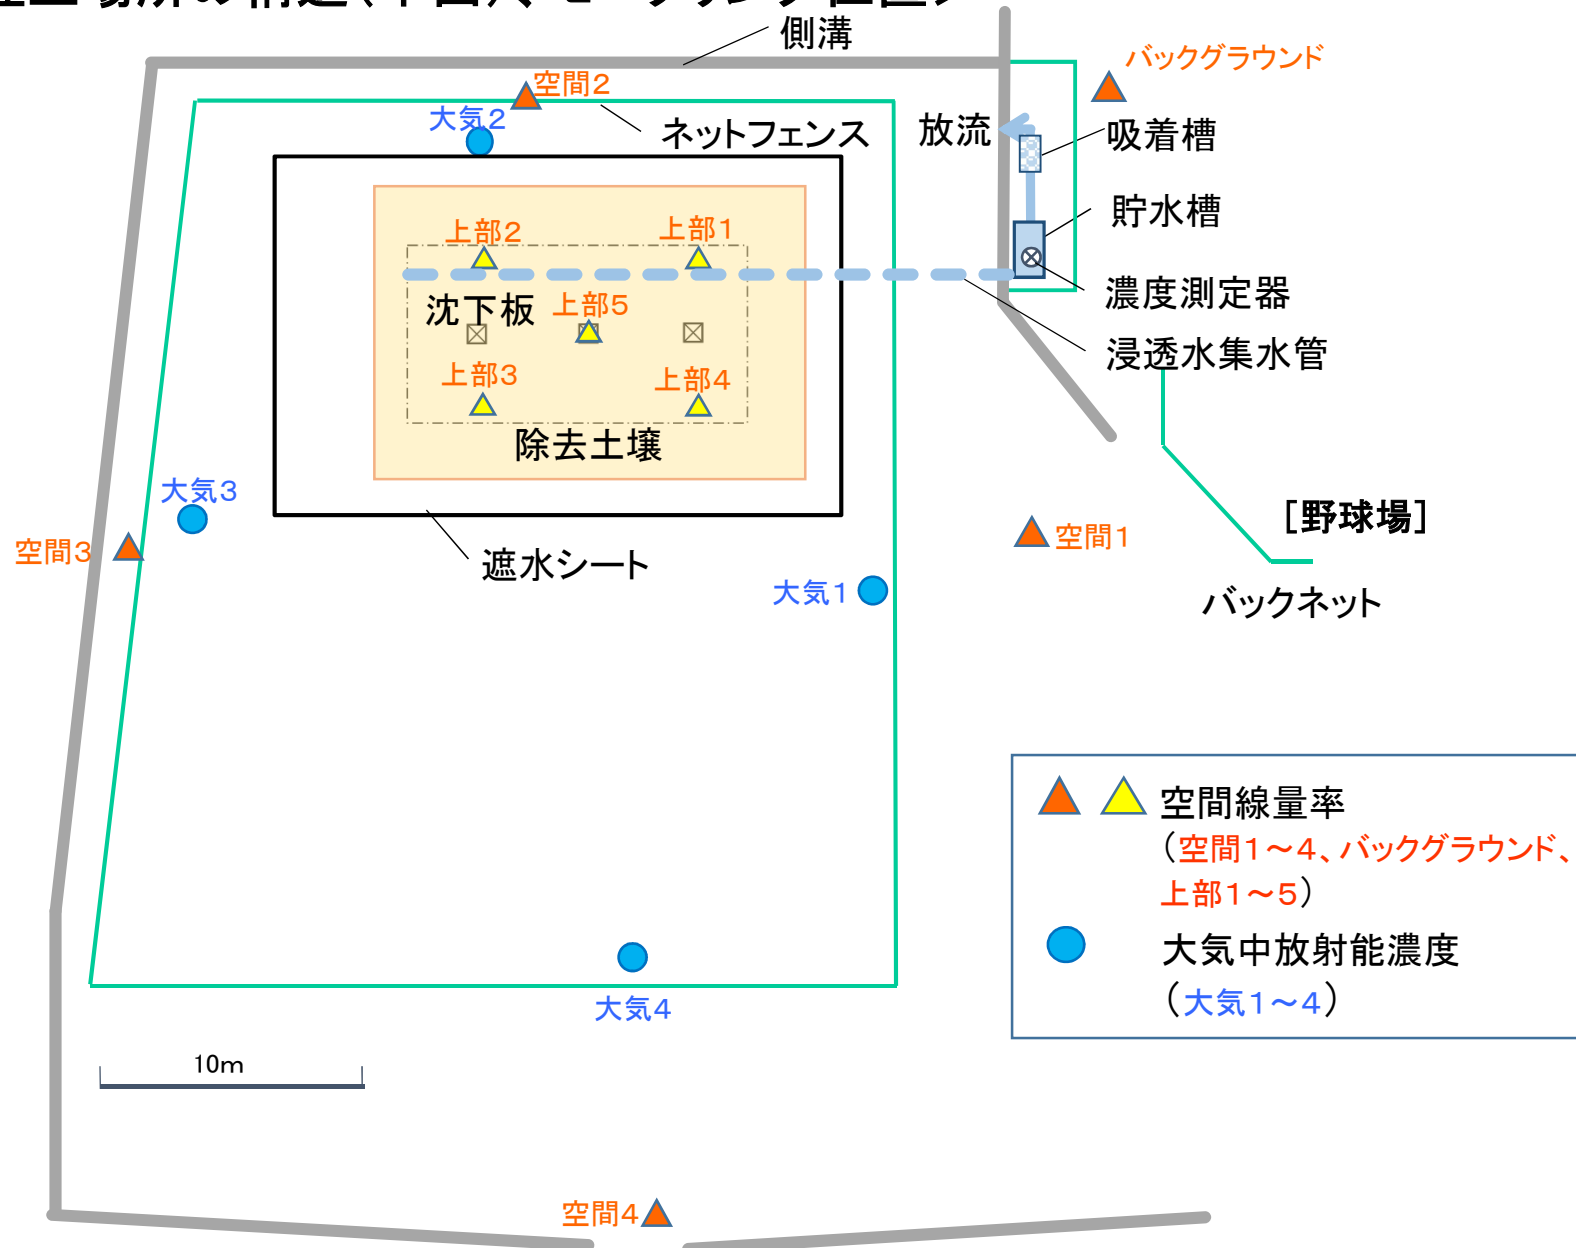 側溝
バックグラウンド
空間2
大気2
ネットフェンス
放流
吸着槽
貯水槽
上部2
上部1
濃度測定器
沈下板
上部5
浸透水集水管
上部3
上部4
除去土壌
大気3
[野球場]
空間3
空間1
遮水シート
大気1
バックネット
空間線量率
(空間1~4、バックグラウンド、
上部1~5)
大気中放射能濃度
(大気1~4)
大気4
10m
空間4